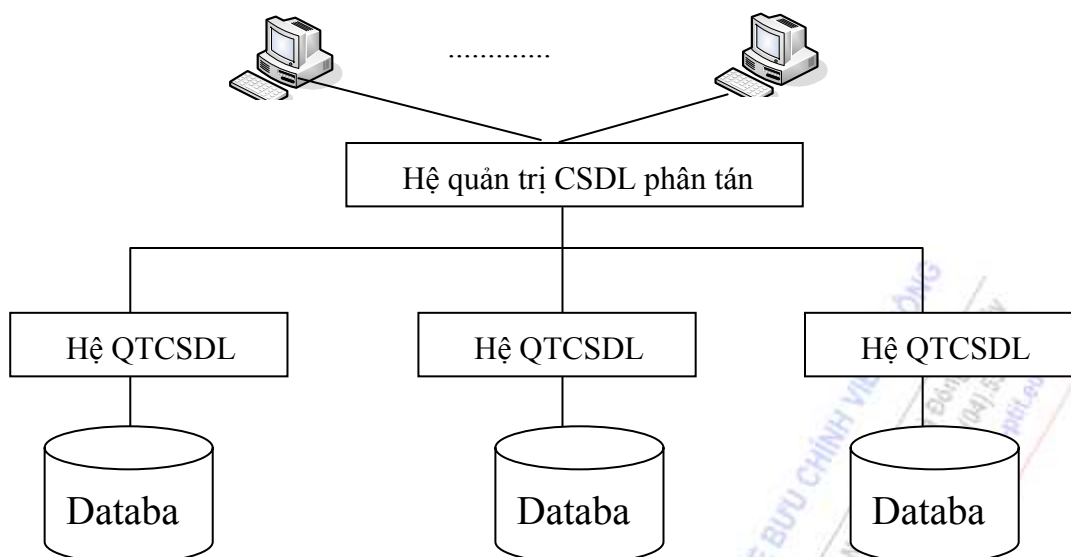 .............
Hệ quản trị CSDL phân tán
Hệ QTCSDL
Hệ QTCSDL
Hệ QTCSDL
Databa
Databa
Databa